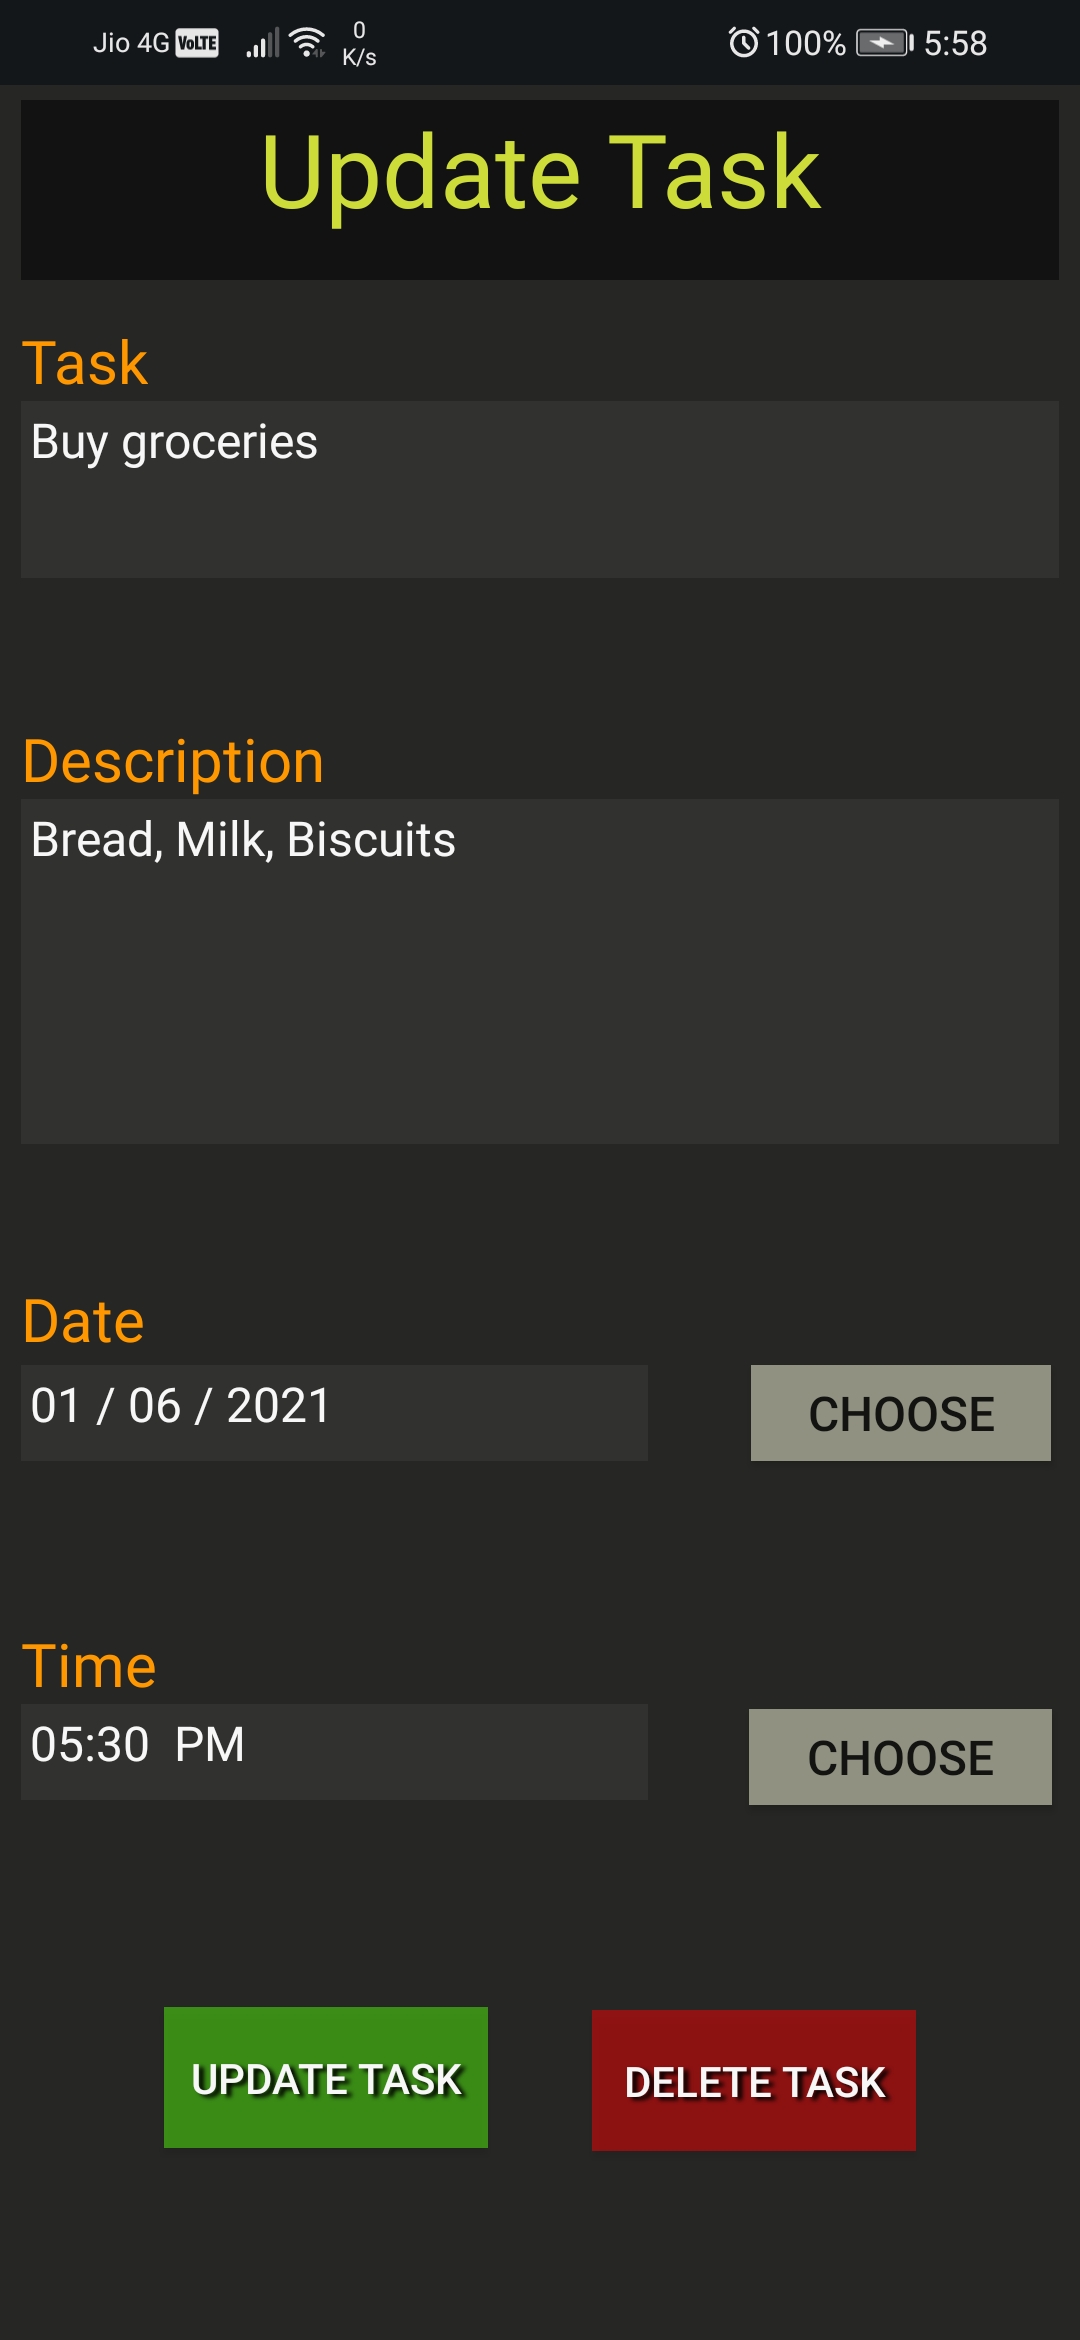 Jio 4G VoLTE 0 K/s 100% 5:58
Update Task
Task
Buy groceries
Description
Bread, Milk, Biscuits
Date
01 / 06 / 2021 CHOOSE
Time
05:30  PM CHOOSE
UPDATE TASK DELETE TASK